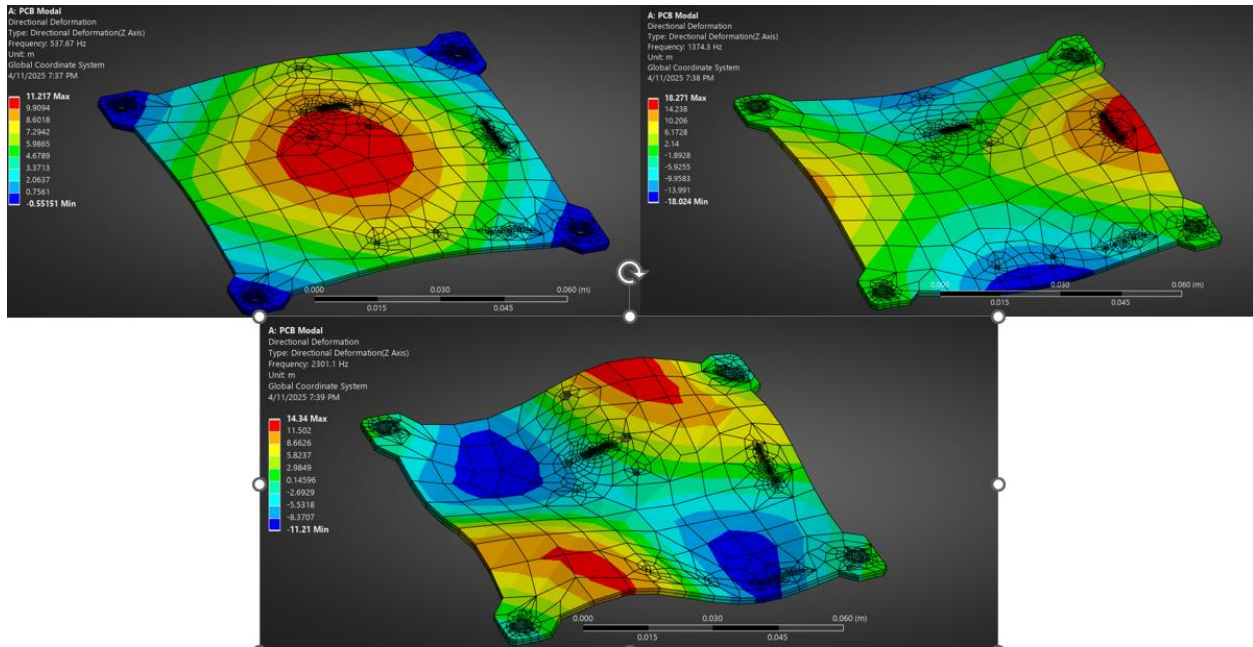 A: PCB Modal
Directional Deformation
Type: Directional Deformation(Z Axis)
Frequency: 537.67 Hz
Unit: m
Global Coordinate System
4/11/2025 7:37 PM
11.217 Max
9.9094
8.6018
7.2942
5.9865
4.6789
3.3713
2.0637
0.7561
-0.55151 Min
0.000 0.030 0.060 (m)
0.015 0.045
A: PCB Modal
Directional Deformation
Type: Directional Deformation(Z Axis)
Frequency: 1374.3 Hz
Unit: m
Global Coordinate System
4/11/2025 7:38 PM
18.271 Max
14.238
10.206
6.1728
2.14
-1.8928
-5.9255
-9.9583
-13.991
-18.024 Min
0.000 0.030 0.060 (m)
0.015 0.045
A: PCB Modal
Directional Deformation
Type: Directional Deformation(Z Axis)
Frequency: 2301.1 Hz
Unit: m
Global Coordinate System
4/11/2025 7:39 PM
14.34 Max
11.502
8.6626
5.8237
2.9849
0.14596
-2.6929
-5.5318
-8.3707
-11.21 Min
0.000 0.030 0.060 (m)
0.015 0.045